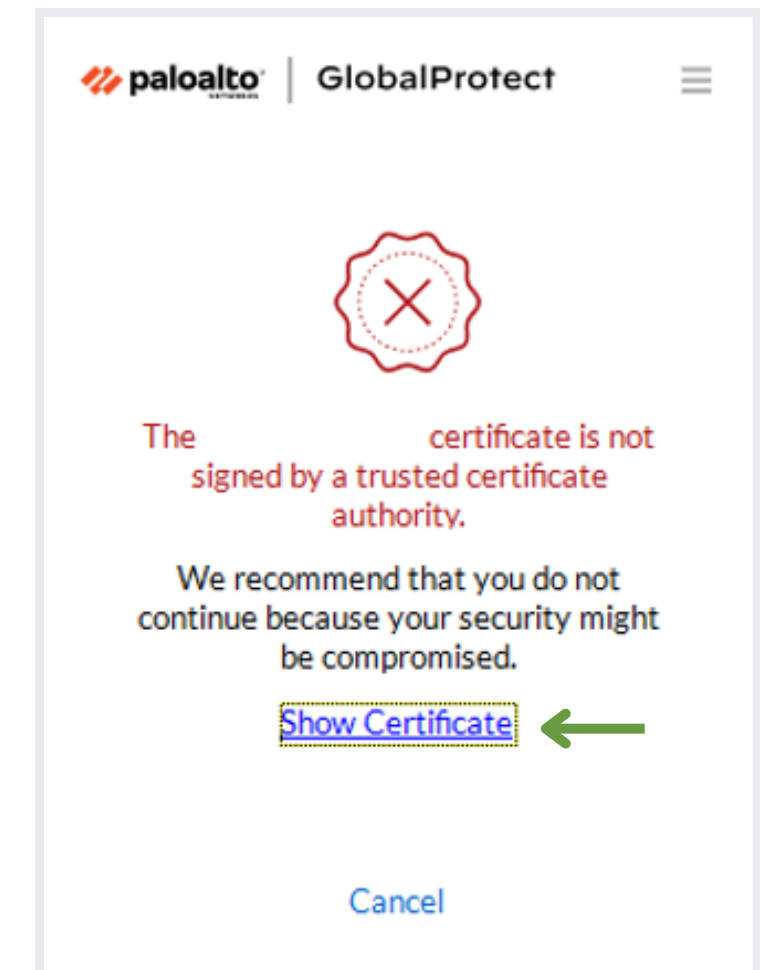 paloalto | GlobalProtect
NETWORKS
The certificate is not
signed by a trusted certificate
authority.
We recommend that you do not
continue because your security might
be compromised.
Show Certificate
Cancel